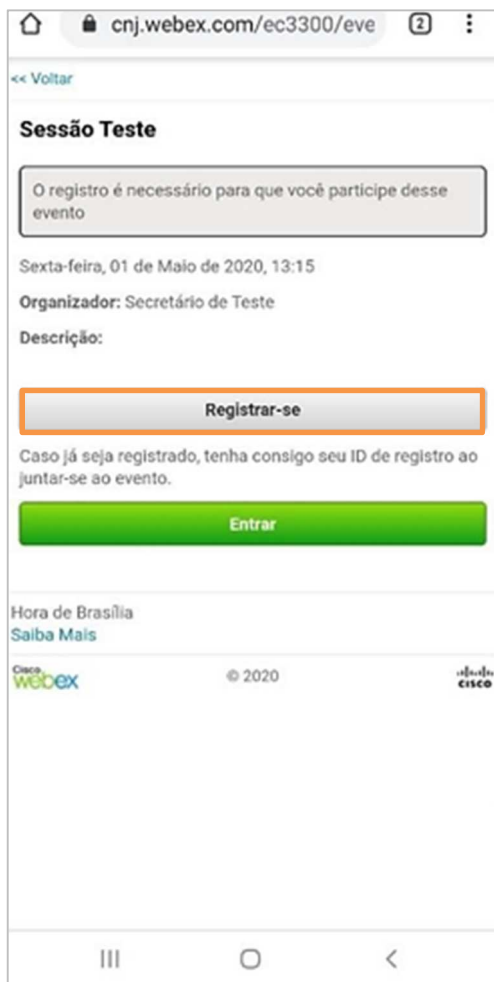 cnj.webex.com/ec3300/eve 2
<< Voltar
Sessão Teste
O registro é necessário para que você participe desse
evento
Sexta-feira, 01 de Maio de 2020, 13:15
Organizador: Secretário de Teste
Descrição:
Registrar-se
Caso já seja registrado, tenha consigo seu ID de registro ao
juntar-se ao evento.
Entrar
Hora de Brasília
Saiba Mais
Cisco
webex © 2020 cisco